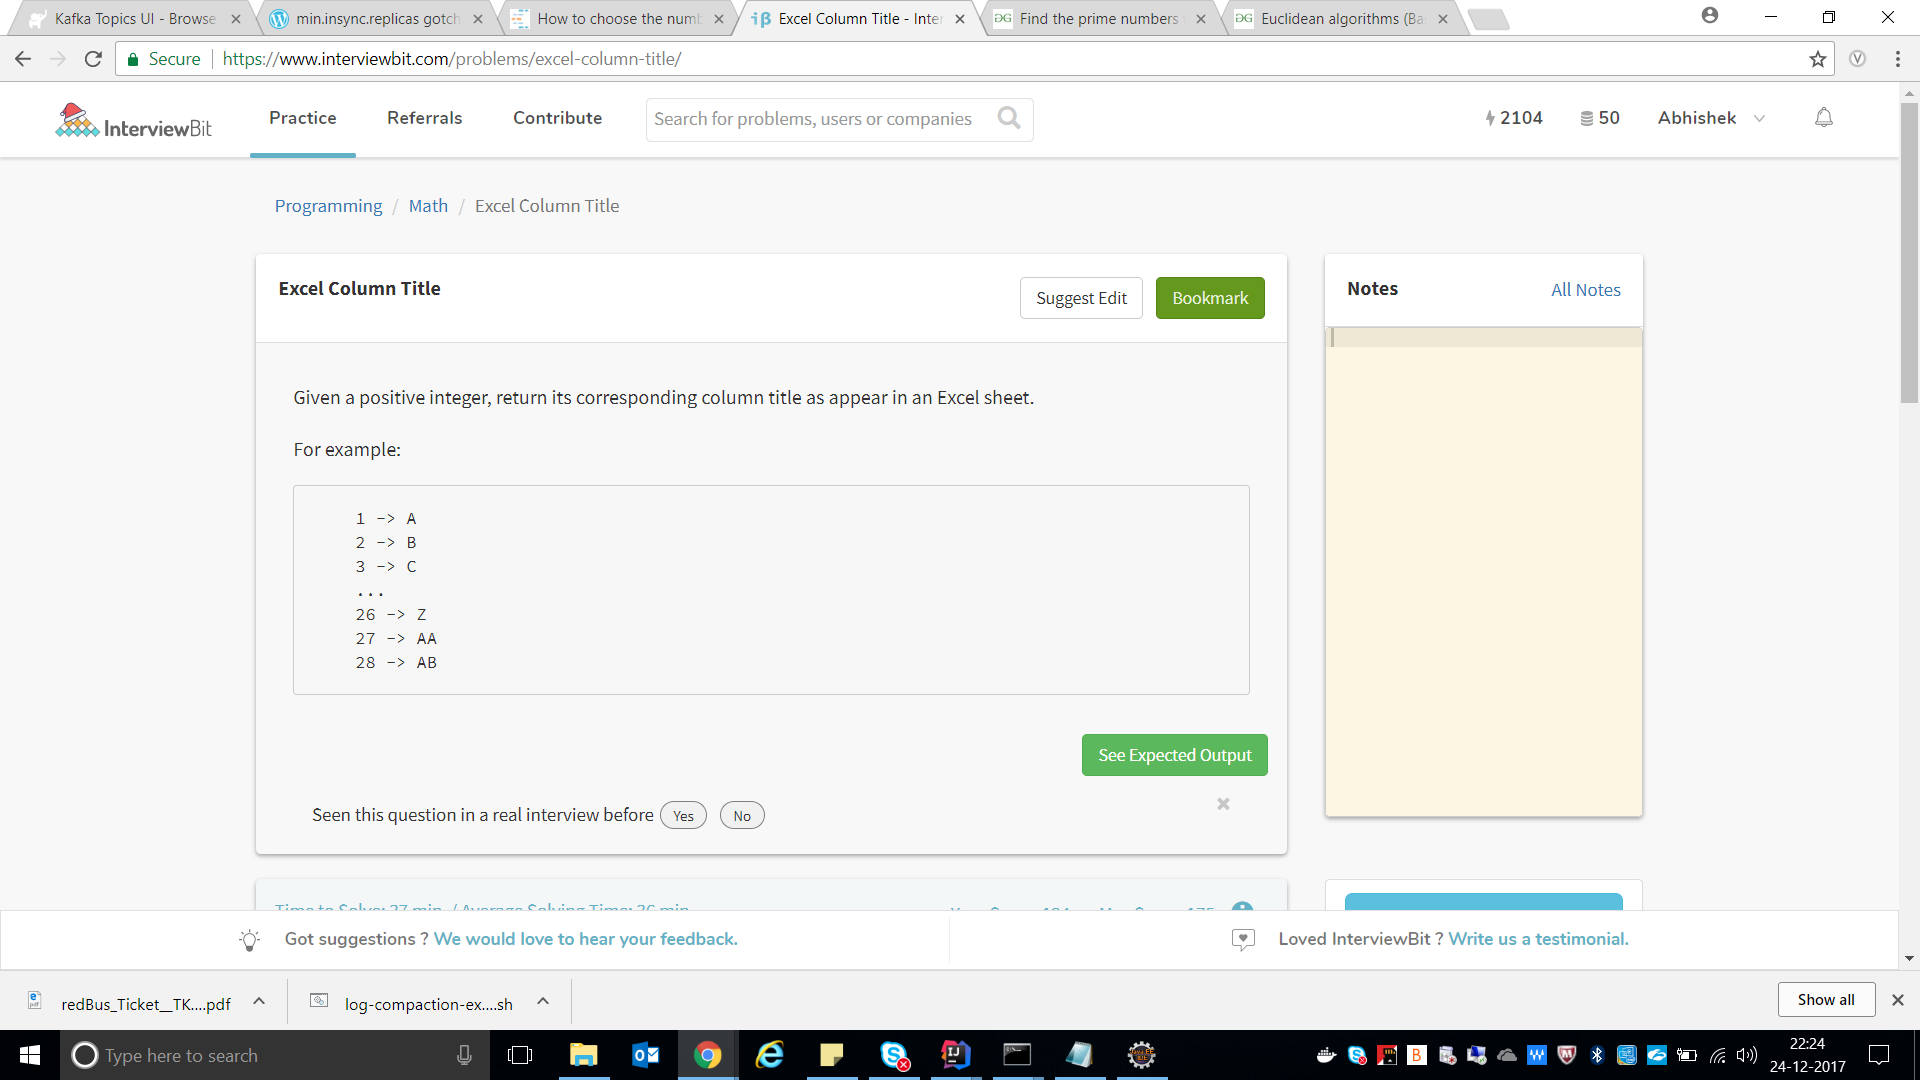 Kafka Topics UI - Browse
min.insync.replicas gotch
How to choose the numb
Excel Column Title - Inter
Find the prime numbers
Euclidean algorithms (Ba
Secure
https://www.interviewbit.com/problems/excel-column-title/
InterviewBit
Practice
Referrals
Contribute
Search for problems, users or companies
2104
50
Abhishek
Programming / Math / Excel Column Title
Excel Column Title
Suggest Edit
Bookmark
Notes
All Notes
Given a positive integer, return its corresponding column title as appear in an Excel sheet.
For example:
1 -> A
2 -> B
3 -> C
...
26 -> Z
27 -> AA
28 -> AB
See Expected Output
Seen this question in a real interview before
Yes
No
Got suggestions ? We would love to hear your feedback.
Loved InterviewBit ? Write us a testimonial.
redBus_Ticket__TK....pdf
log-compaction-ex....sh
Show all
Type here to search
22:24
24-12-2017